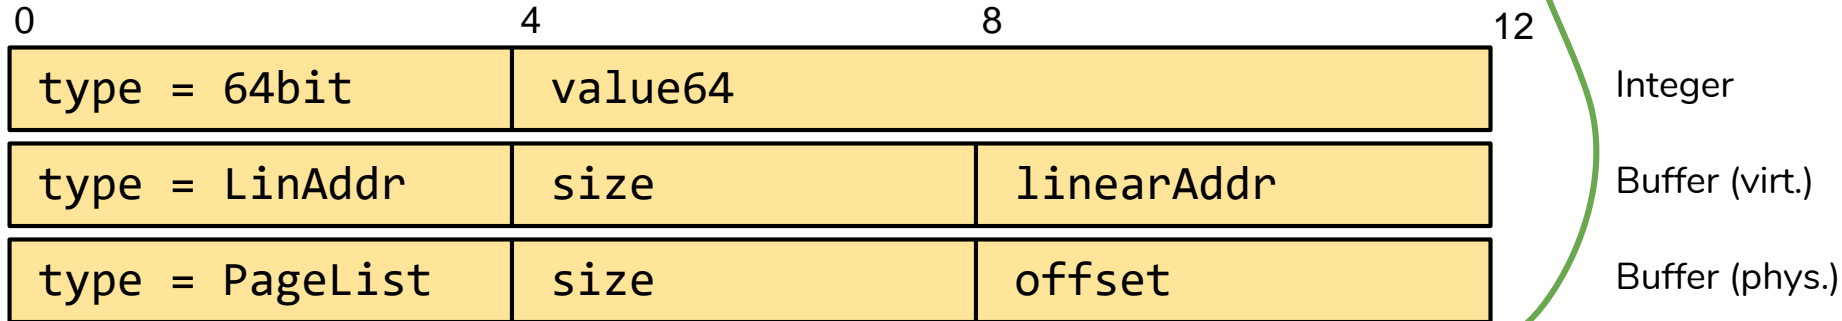 0 4 8 12
type = 64bit value64 Integer
type = LinAddr size linearAddr Buffer (virt.)
type = PageList size offset Buffer (phys.)